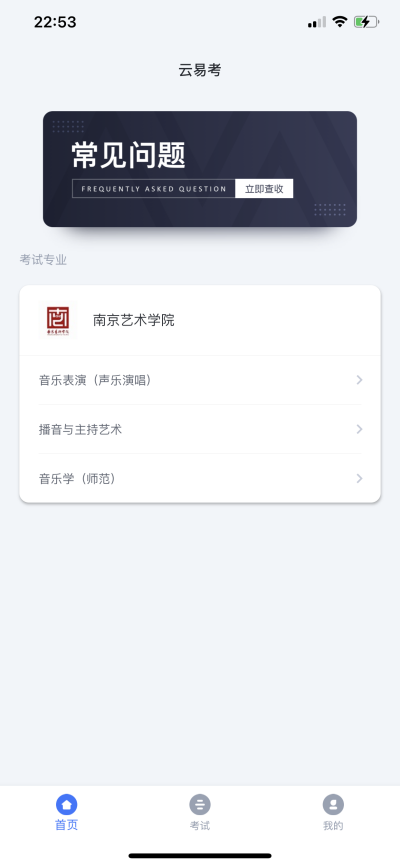 22:53
云易考
常见问题
FREQUENTLY ASKED QUESTION
立即查收
考试专业
南京艺术学院
音乐表演（声乐演唱）
播音与主持艺术
音乐学（师范）
首页
考试
我的